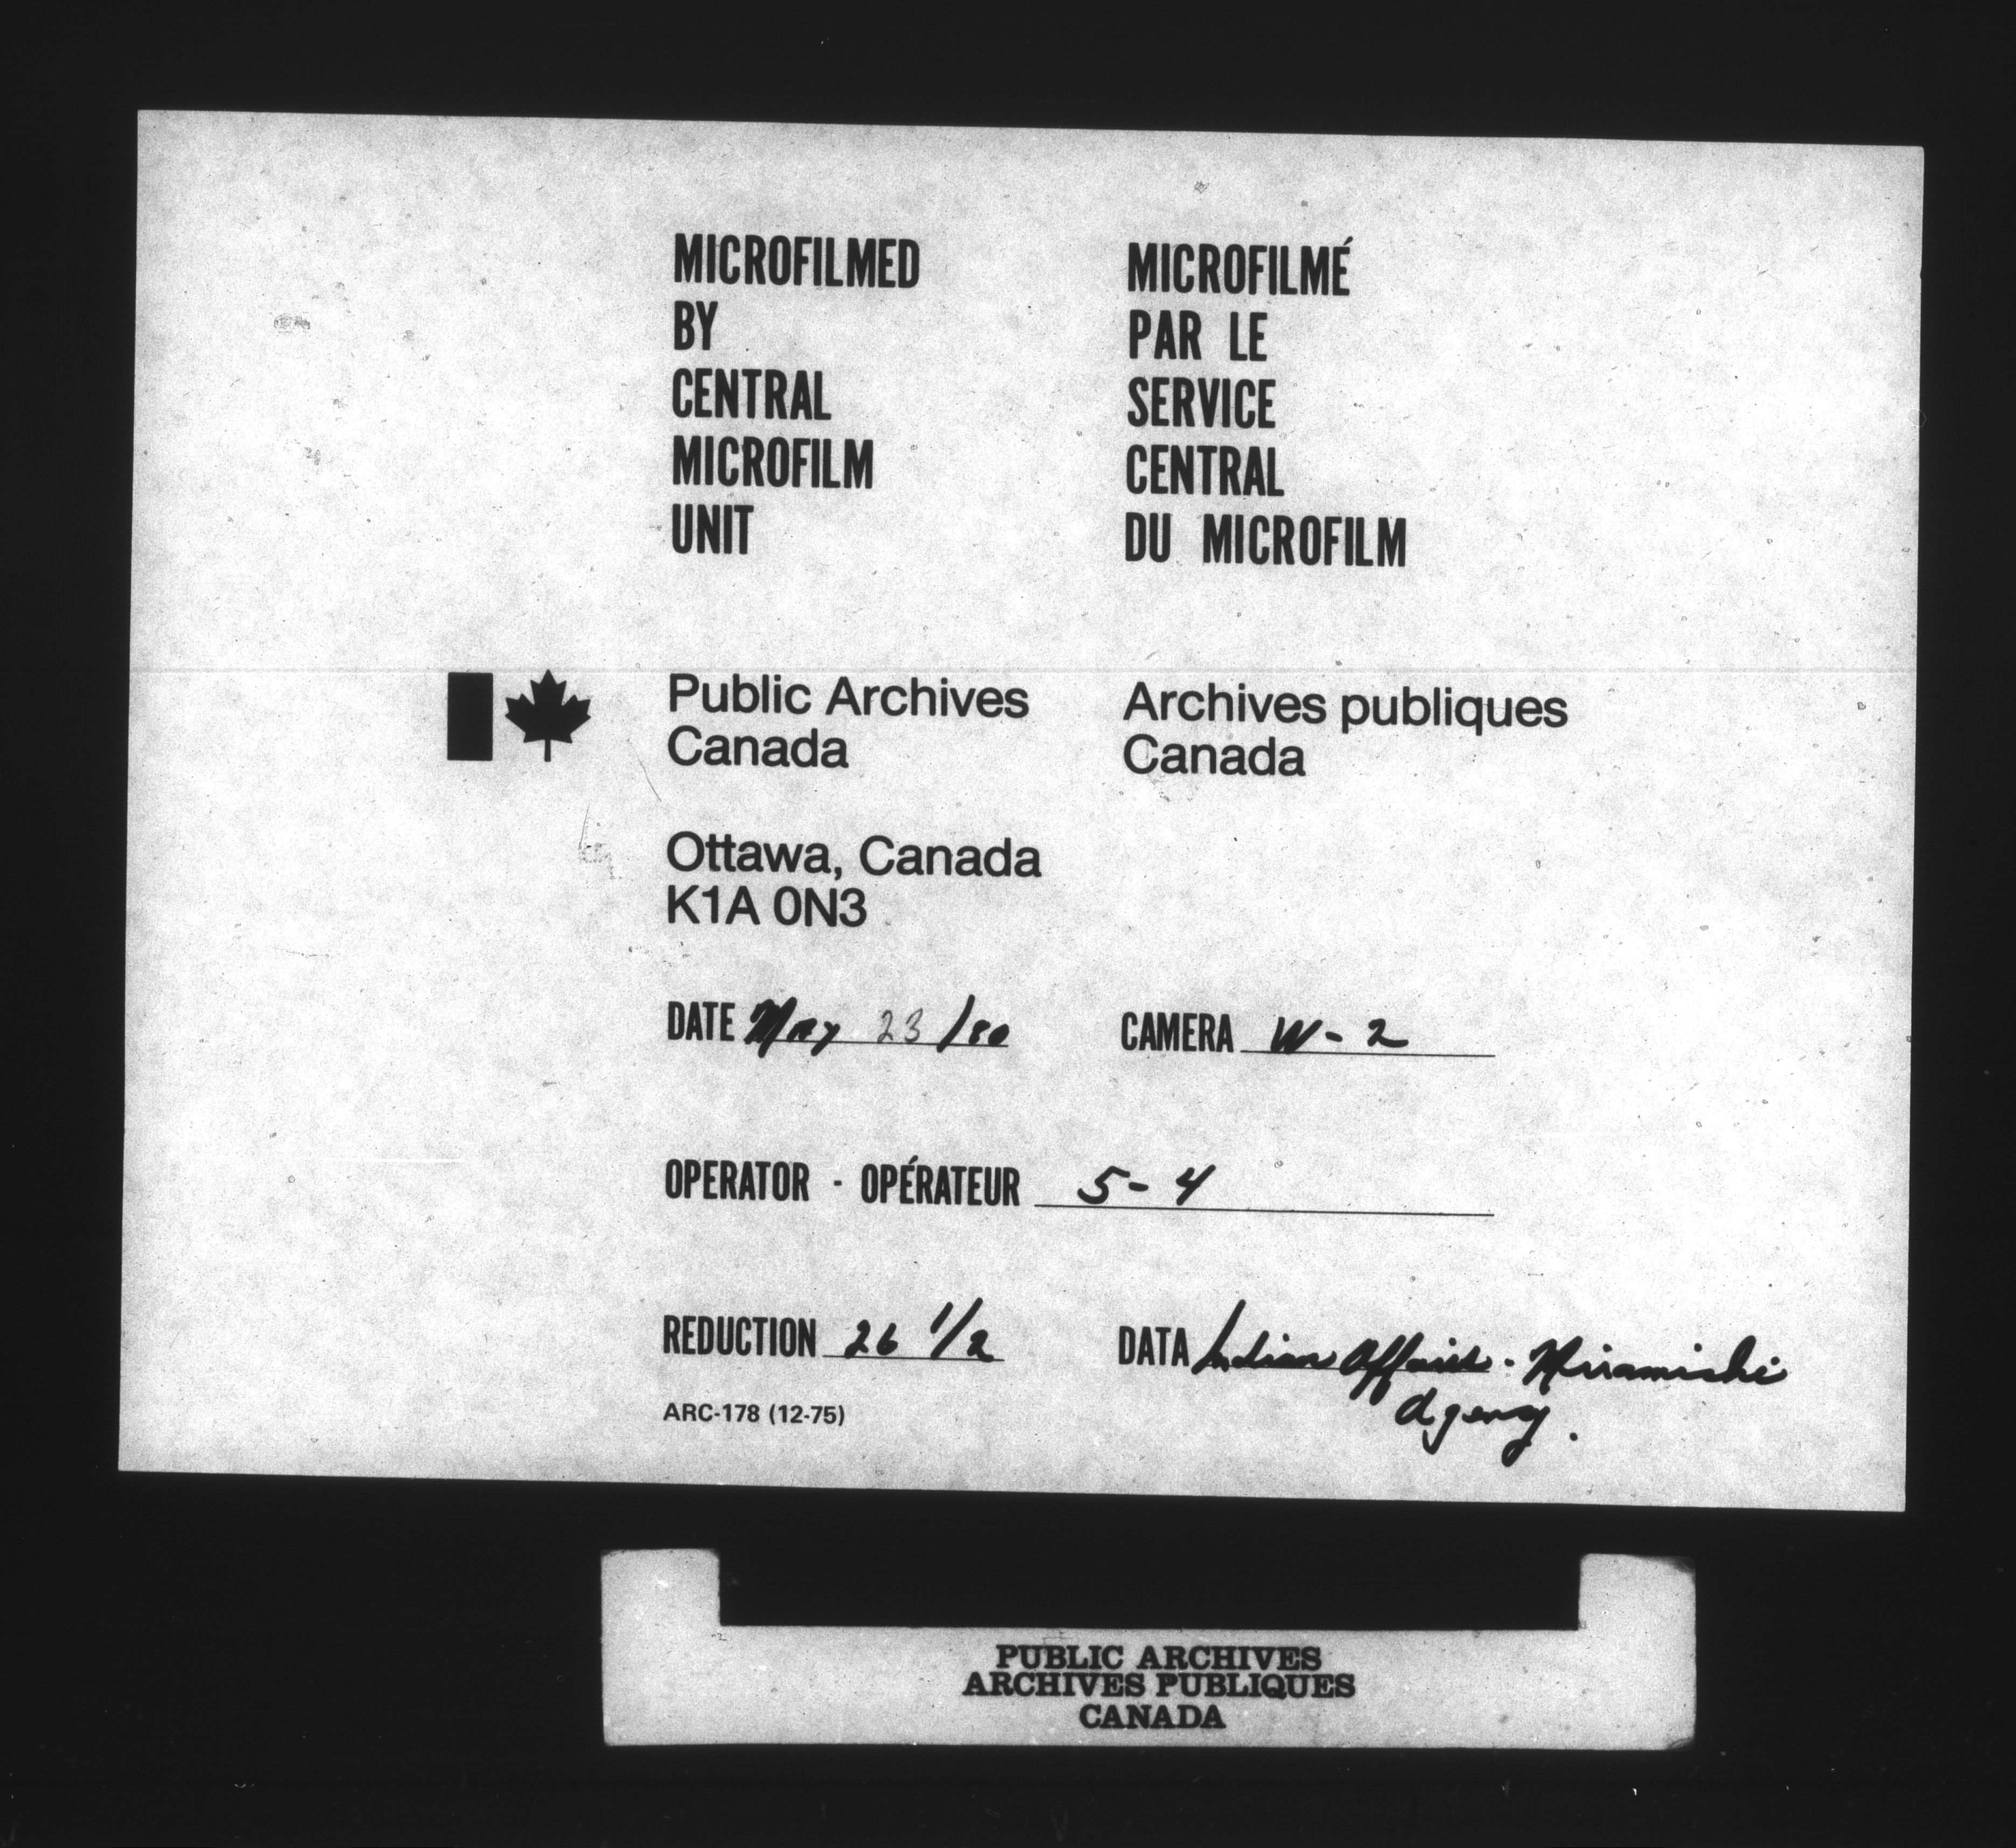 MICROFILMED
BY
CENTRAL
MICROFILM
UNIT
MICROFILMÉ
PAR LE
SERVICE
CENTRAL
DU MICROFILM
Public Archives
Canada
Archives publiques
Canada
Ottawa, Canada
K1A 0N3
DATE May 23/80
CAMERA W-2
OPERATOR - OPÉRATEUR 5-4
REDUCTION 26 1/2
DATA Indian Affairs - Miramichi
Agency.
ARC-178 (12-75)
PUBLIC ARCHIVES
ARCHIVES PUBLIQUES
CANADA